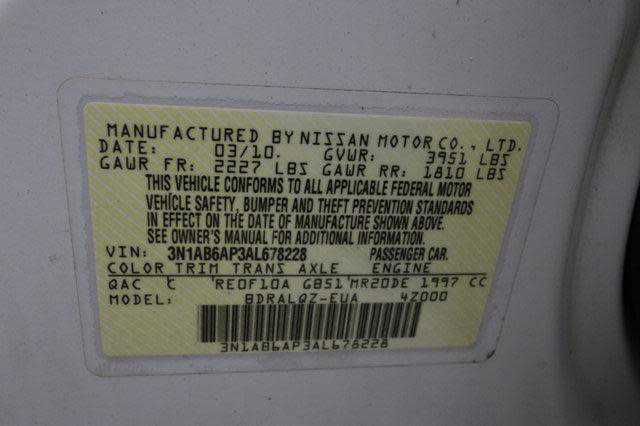 MANUFACTURED BY NISSAN MOTOR CO., LTD.
DATE: 03/10. GVWR: 3951 LBS
GAWR FR: 2227 LBS GAWR RR: 1810 LBS
THIS VEHICLE CONFORMS TO ALL APPLICABLE FEDERAL MOTOR
VEHICLE SAFETY, BUMPER AND THEFT PREVENTION STANDARDS
IN EFFECT ON THE DATE OF MANUFACTURE SHOWN ABOVE.
SEE OWNER'S MANUAL FOR ADDITIONAL INFORMATION.
VIN: 3N1AB6AP3AL678228 PASSENGER CAR.
COLOR TRIM TRANS AXLE ENGINE
QAC C RE0F10A GB51 MR20DE 1997 CC
MODEL: BDRALQZ-EUA 4Z000
3N1AB6AP3AL678228